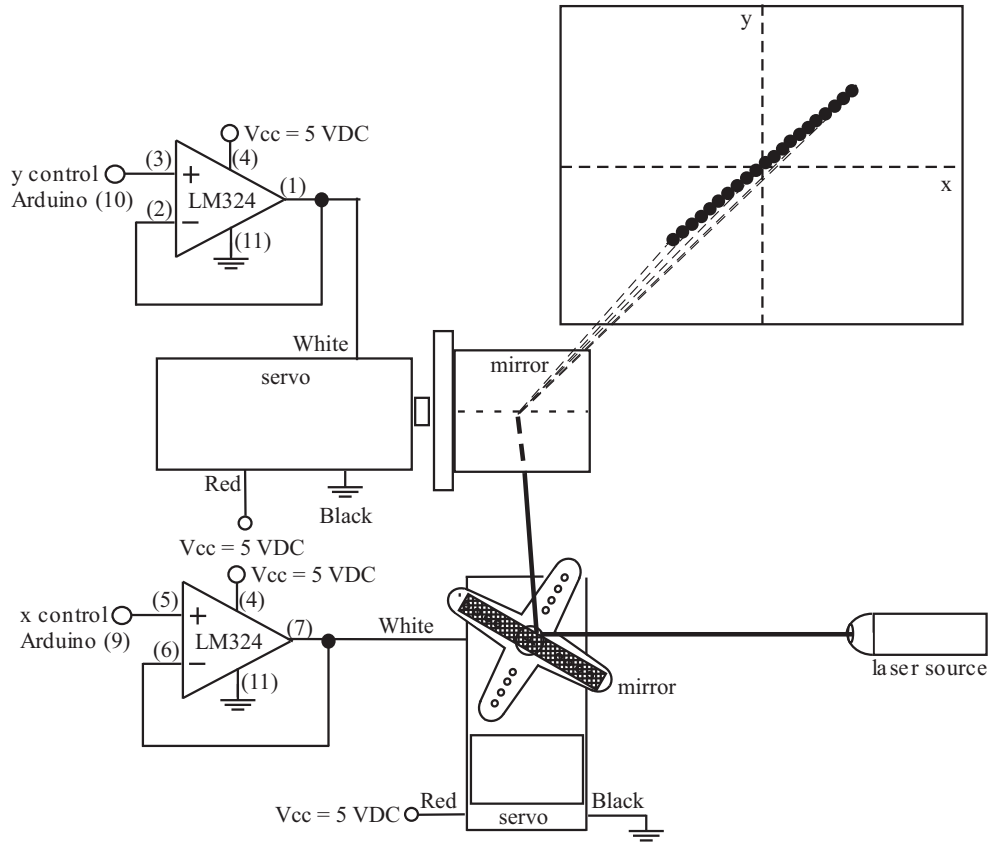 y
x
Vcc = 5 VDC
(3)
(4)
y control
Arduino (10)
+
LM324
(1)
(2)
−
(11)
White
servo
mirror
Red
Black
Vcc = 5 VDC
Vcc = 5 VDC
(5)
(4)
x control
Arduino (9)
+
LM324
(7)
White
(6)
−
(11)
laser source
mirror
Vcc = 5 VDC
Red
Black
servo